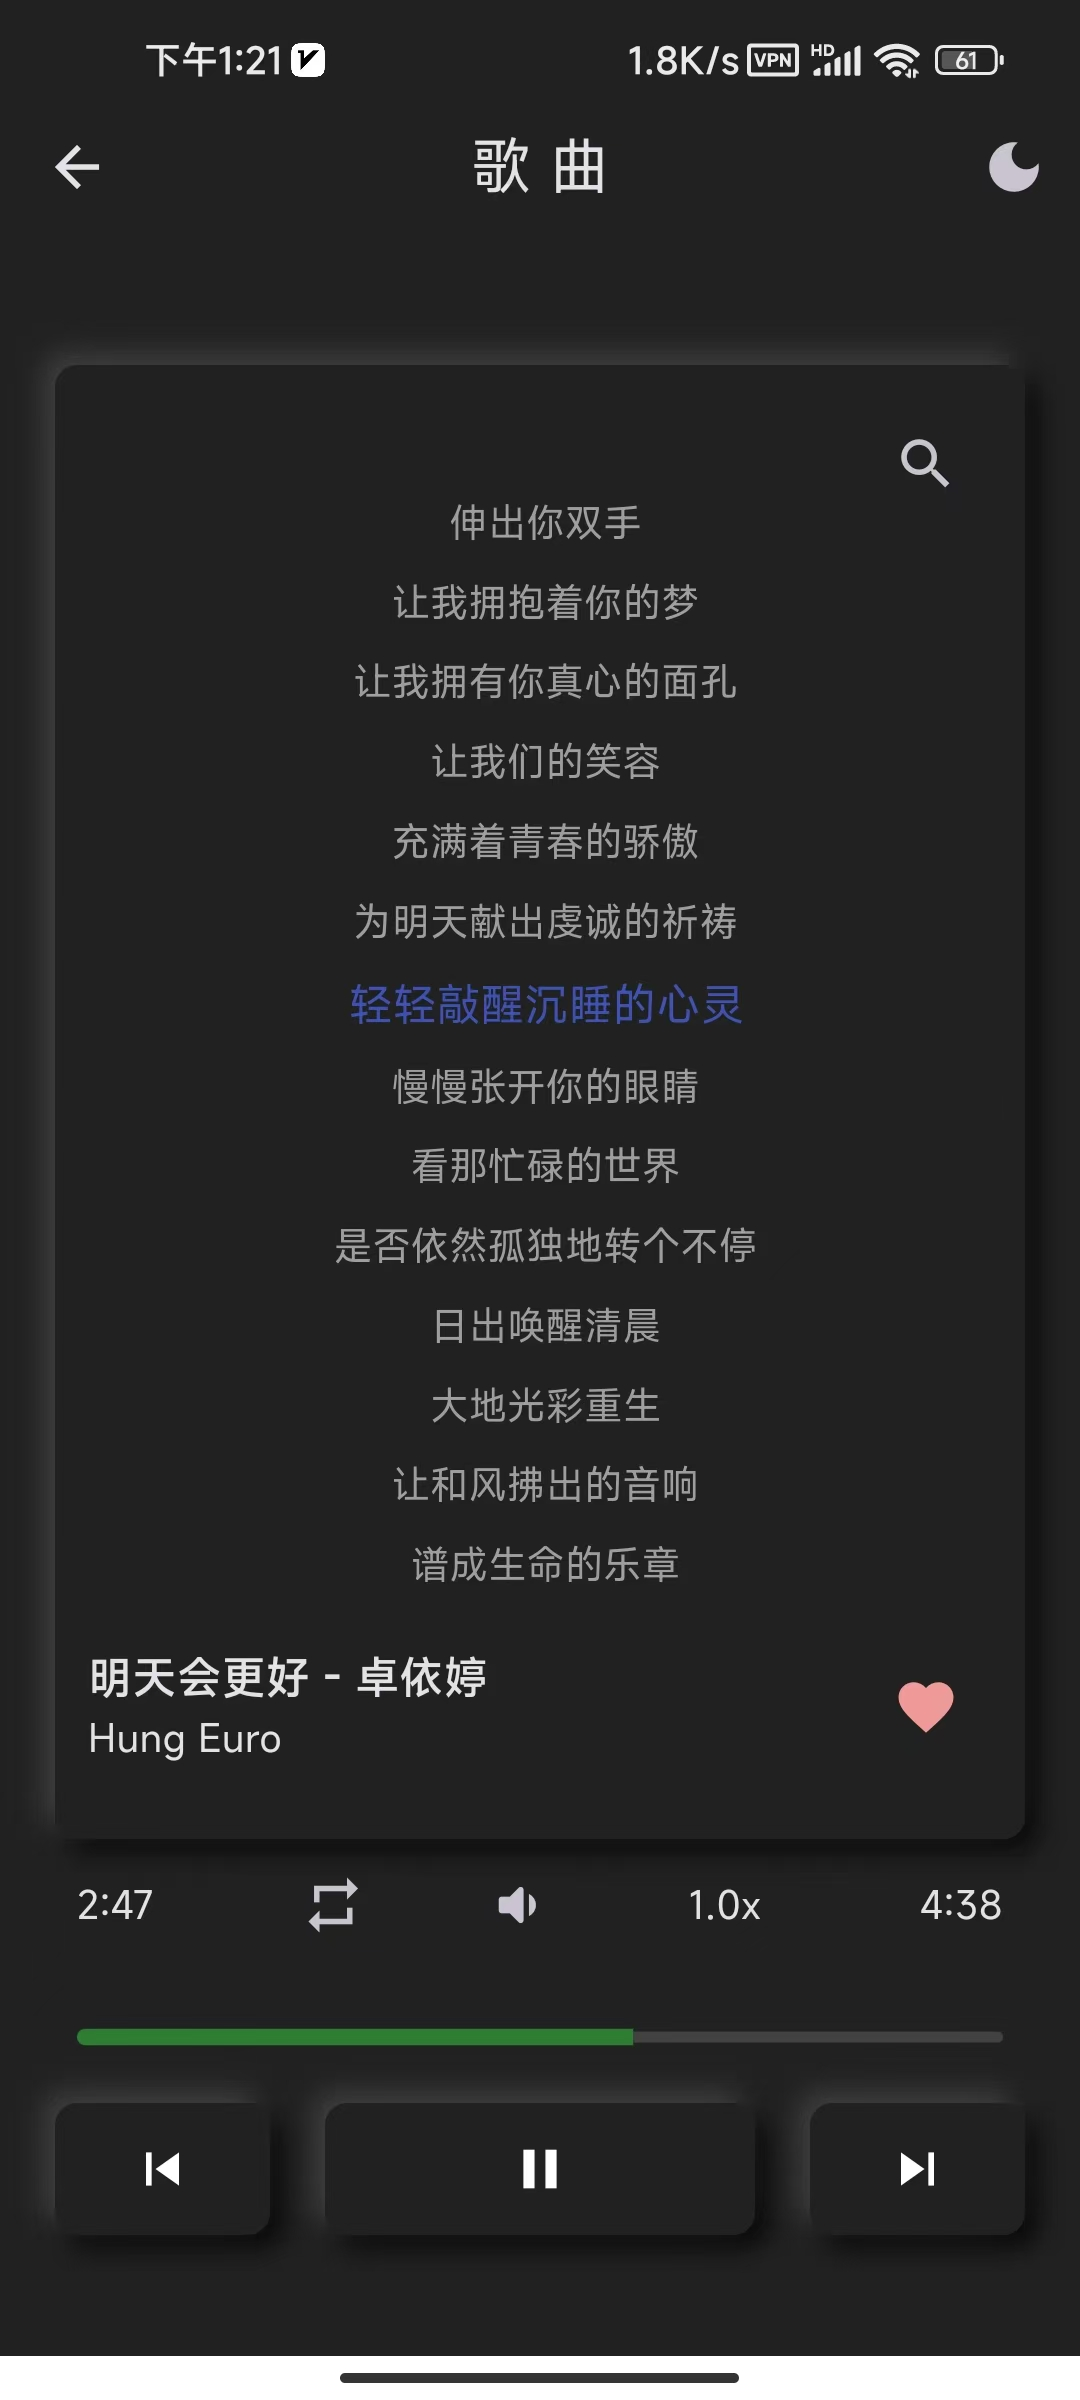 下午1:21 1.8K/s VPN HD 61
歌 曲
伸出你双手
让我拥抱着你的梦
让我拥有你真心的面孔
让我们的笑容
充满着青春的骄傲
为明天献出虔诚的祈祷
轻轻敲醒沉睡的心灵
慢慢张开你的眼睛
看那忙碌的世界
是否依然孤独地转个不停
日出唤醒清晨
大地光彩重生
让和风拂出的音响
谱成生命的乐章
明天会更好 - 卓依婷
Hung Euro
2:47 1.0x 4:38